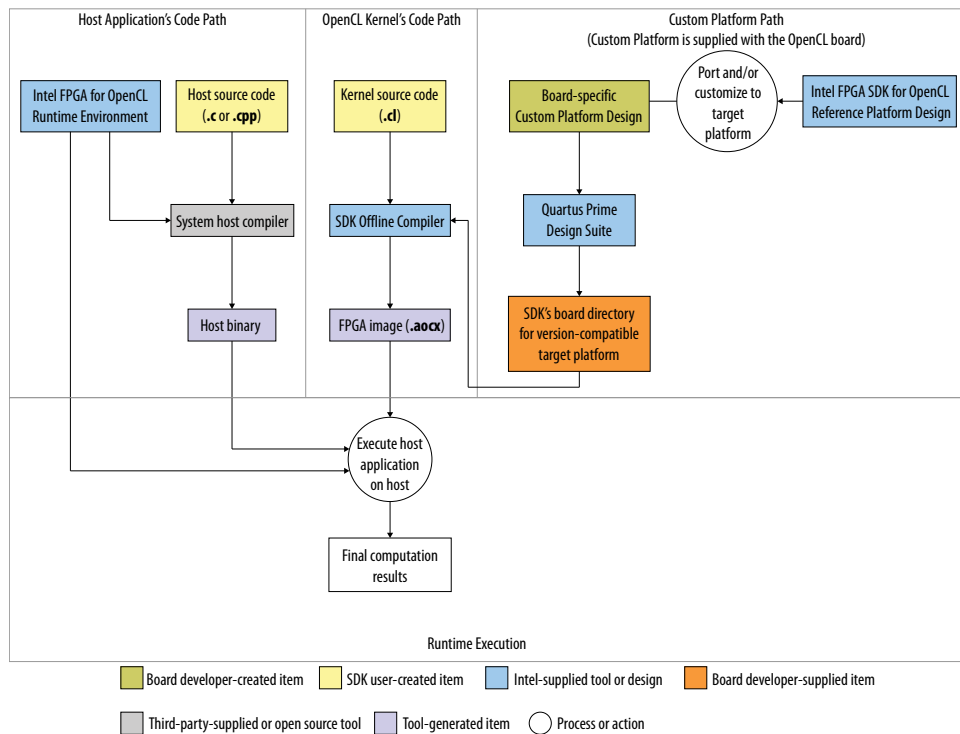 Host Application's Code Path
OpenCL Kernel's Code Path
Custom Platform Path
(Custom Platform is supplied with the OpenCL board)
Intel FPGA for OpenCL
Runtime Environment
Host source code
(.c or .cpp)
Kernel source code
(.cl)
Board-specific
Custom Platform Design
Port and/or
customize to
target
platform
Intel FPGA SDK for OpenCL
Reference Platform Design
System host compiler
SDK Offline Compiler
Quartus Prime
Design Suite
Host binary
FPGA image (.aocx)
SDK's board directory
for version-compatible
target platform
Execute host
application
on host
Final computation
results
Runtime Execution
Board developer-created item
SDK user-created item
Intel-supplied tool or design
Board developer-supplied item
Third-party-supplied or open source tool
Tool-generated item
Process or action